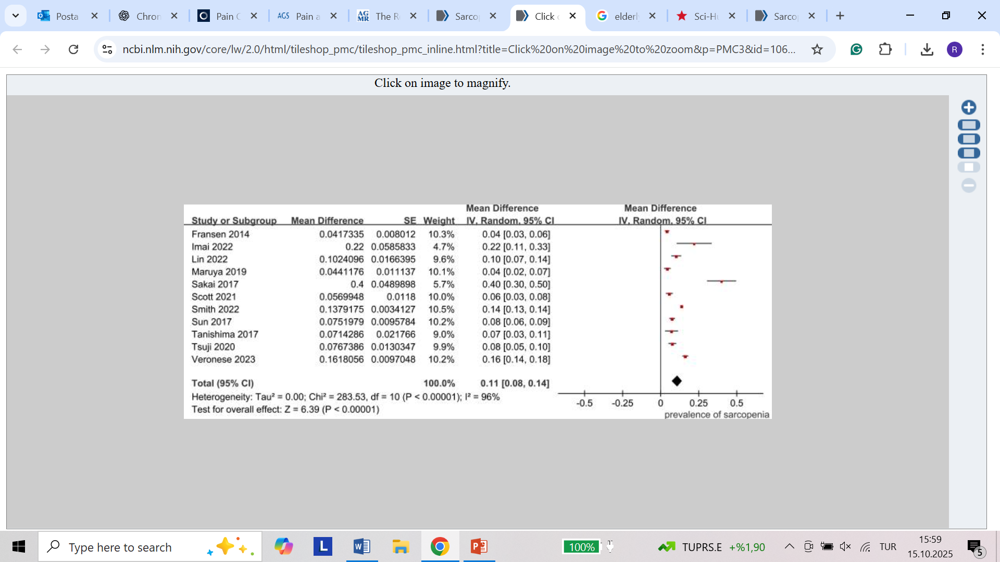 Posta
Chron
Pain C
AGS Pain a
AG MR The R
Sarco
Click
elderl
Sci-Hu
Sarco
ncbi.nlm.nih.gov/core/lw/2.0/html/tileshop_pmc/tileshop_pmc_inline.html?title=Click%20on%20image%20to%20zoom&p=PMC3&id=106...
R
Click on image to magnify.
Mean Difference Mean Difference
Study or Subgroup Mean Difference SE Weight IV, Random, 95% CI IV, Random, 95% CI
Fransen 2014 0.0417335 0.008012 10.3% 0.04 [0.03, 0.06]
Imai 2022 0.22 0.0585833 4.7% 0.22 [0.11, 0.33]
Lin 2022 0.1024096 0.0166395 9.6% 0.10 [0.07, 0.14]
Maruya 2019 0.0441176 0.011137 10.1% 0.04 [0.02, 0.07]
Sakai 2017 0.4 0.0489898 5.7% 0.40 [0.30, 0.50]
Scott 2021 0.0569948 0.0118 10.0% 0.06 [0.03, 0.08]
Smith 2022 0.1379175 0.0034127 10.5% 0.14 [0.13, 0.14]
Sun 2017 0.0751979 0.0095784 10.2% 0.08 [0.06, 0.09]
Tanishima 2017 0.0714286 0.021766 9.0% 0.07 [0.03, 0.11]
Tsuji 2020 0.0767386 0.0130347 9.9% 0.08 [0.05, 0.10]
Veronese 2023 0.1618056 0.0097048 10.2% 0.16 [0.14, 0.18]
Total (95% CI) 100.0% 0.11 [0.08, 0.14]
Heterogeneity: Tau² = 0.00; Chi² = 283.53, df = 10 (P < 0.00001); I² = 96%
Test for overall effect: Z = 6.39 (P < 0.00001)
-0.5 -0.25 0 0.25 0.5
prevalence of sarcopenia
Type here to search
L
100%
TUPRS.E +%1,90
TUR
15:59
15.10.2025
5